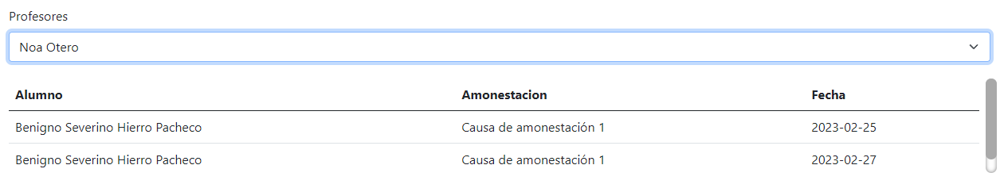 Profesores
Noa Otero
Alumno Amonestacion Fecha
Benigno Severino Hierro Pacheco Causa de amonestación 1 2023-02-25
Benigno Severino Hierro Pacheco Causa de amonestación 1 2023-02-27